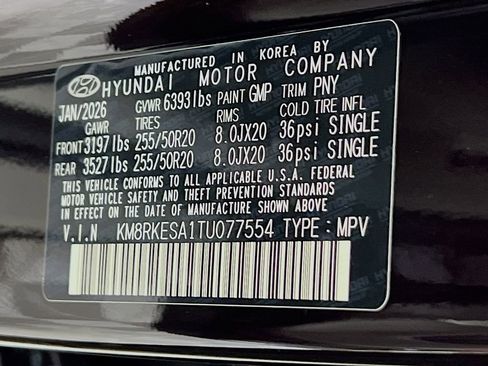 MANUFACTURED IN KOREA BY
HYUNDAI MOTOR COMPANY
JAN/2026 GVWR 6393lbs PAINT GMP TRIM PNY
GAWR TIRES RIMS COLD TIRE INFL
FRONT 3197lbs 255/50R20 8.0JX20 36psi SINGLE
REAR 3527lbs 255/50R20 8.0JX20 36psi SINGLE
THIS VEHICLE CONFORMS TO ALL APPLICABLE U.S.A. FEDERAL
MOTOR VEHICLE SAFETY AND THEFT PREVENTION STANDARDS
IN EFFECT ON THE DATE OF MANUFACTURE SHOWN ABOVE
V.I.N KM8RKESA1TU077554 TYPE : MPV